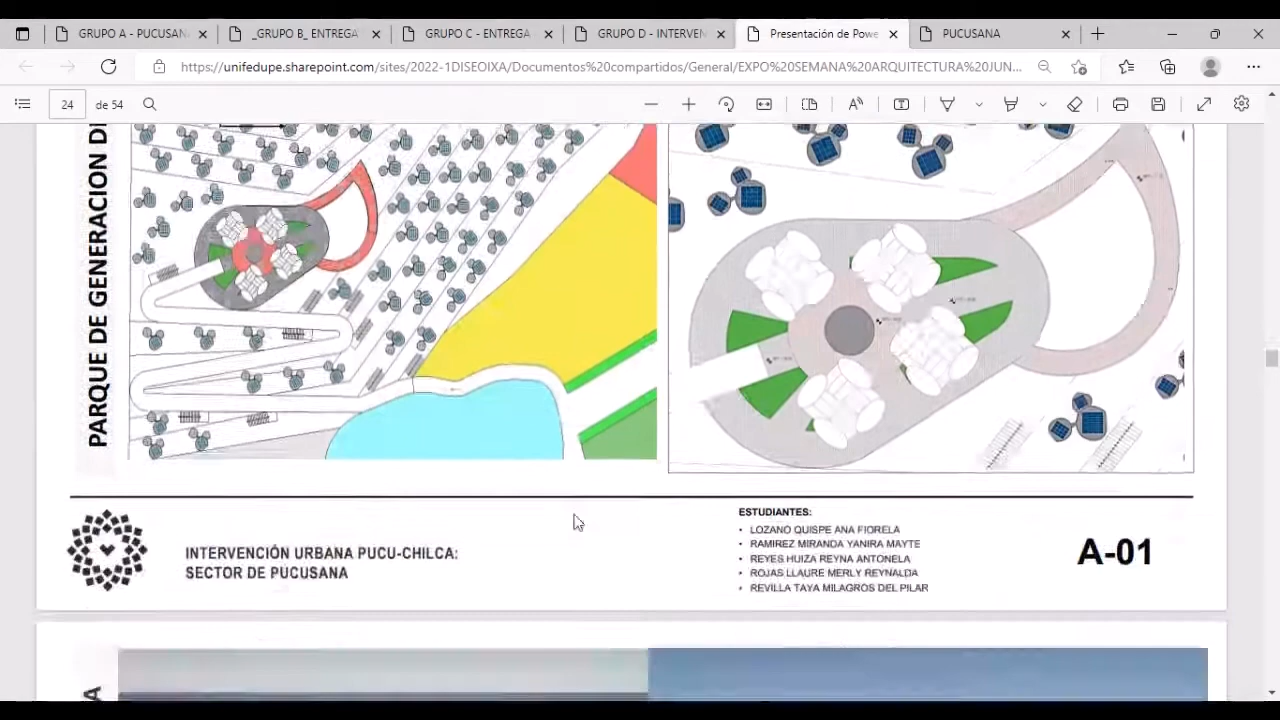 GRUPO A - PUCUSAN
_GRUPO B_ ENTREGA
GRUPO C - ENTREGA
GRUPO D - INTERVEN
Presentación de Powe
PUCUSANA
https://unifedupe.sharepoint.com/sites/2022-1DISEOIXA/Documentos%20compartidos/General/EXPO%20SEMANA%20ARQUITECTURA%20JUN...
24 de 54
PARQUE DE GENERACION DE
INTERVENCIÓN URBANA PUCU-CHILCA:
SECTOR DE PUCUSANA
ESTUDIANTES:
• LOZANO QUISPE ANA FIORELA
• RAMIREZ MIRANDA YANIRA MAYTE
• REYES HUIZA REYNA ANTONELA
• ROJAS LLAURE MERLY REYNALDA
• REVILLA TAYA MILAGROS DEL PILAR
A-01
A